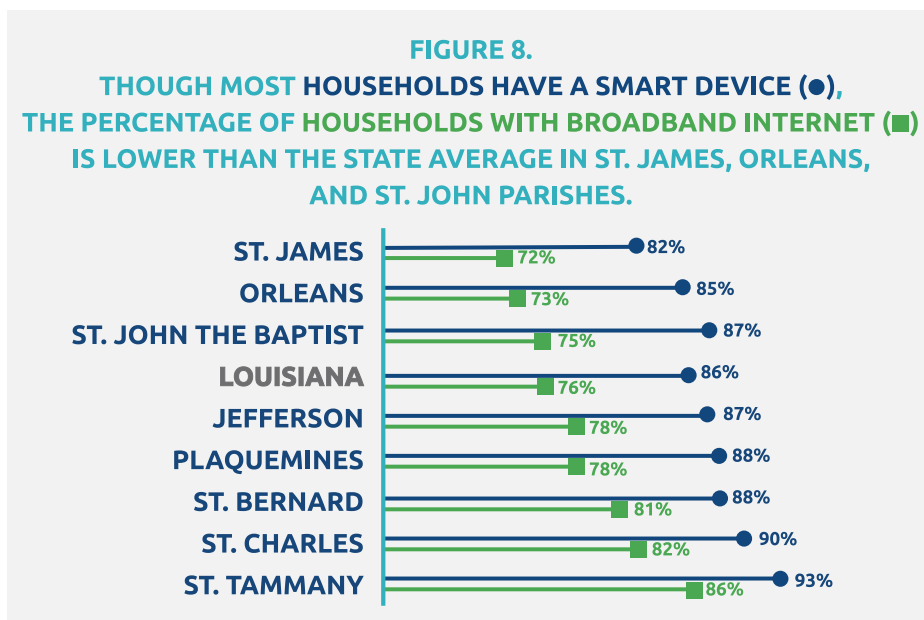 FIGURE 8.
THOUGH MOST HOUSEHOLDS HAVE A SMART DEVICE (●),
THE PERCENTAGE OF HOUSEHOLDS WITH BROADBAND INTERNET (■)
IS LOWER THAN THE STATE AVERAGE IN ST. JAMES, ORLEANS,
AND ST. JOHN PARISHES.
ST. JAMES 82%
72%
ORLEANS 85%
73%
ST. JOHN THE BAPTIST 87%
75%
LOUISIANA 86%
76%
JEFFERSON 87%
78%
PLAQUEMINES 88%
78%
ST. BERNARD 88%
81%
ST. CHARLES 90%
82%
ST. TAMMANY 93%
86%